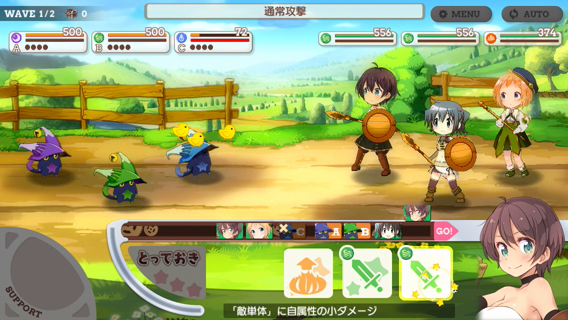 WAVE 1/2 0
通常攻撃
MENU
AUTO
A 500
B 500
C 72
556
556
374
C A B GO!
とっておき
SUPPORT
「敵単体」に自属性の小ダメージ